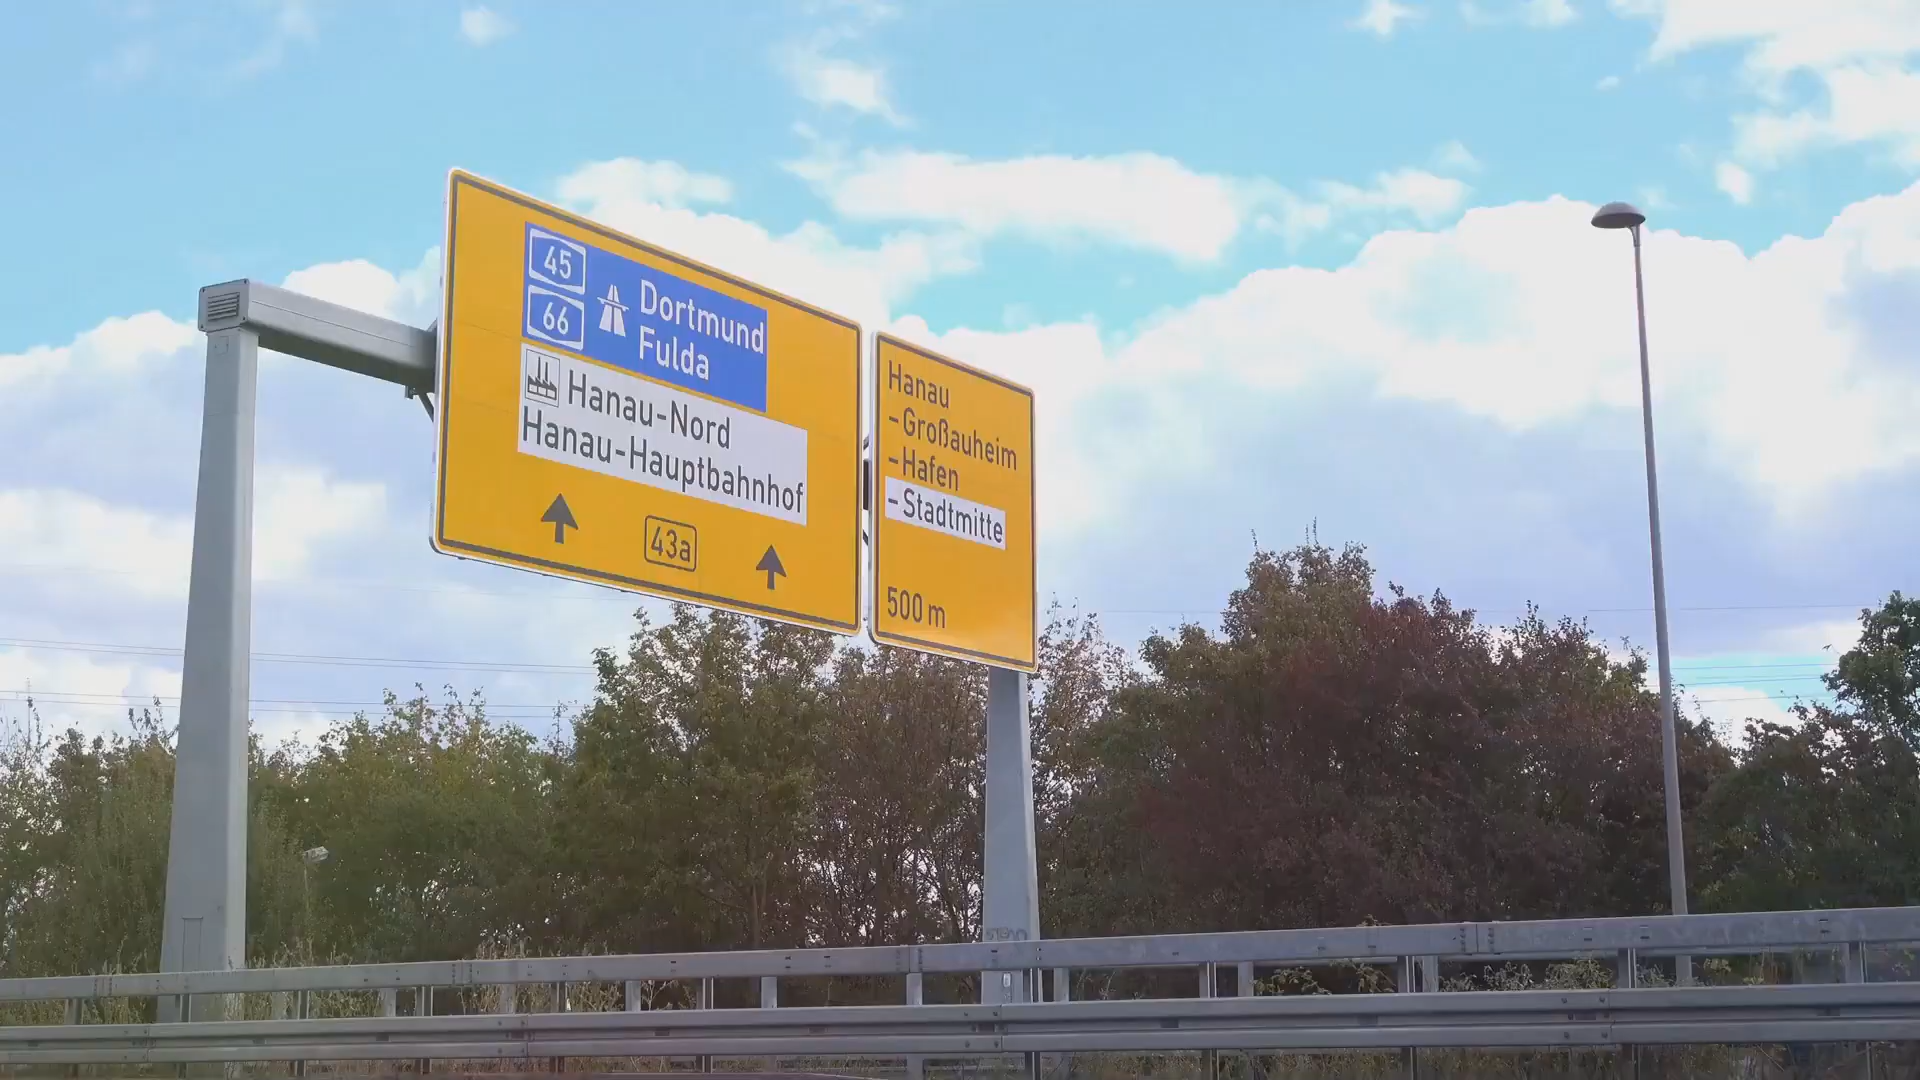 45
66
Dortmund
Fulda
Hanau-Nord
Hanau-Hauptbahnhof
43a
Hanau
-Großauheim
-Hafen
-Stadtmitte
500 m